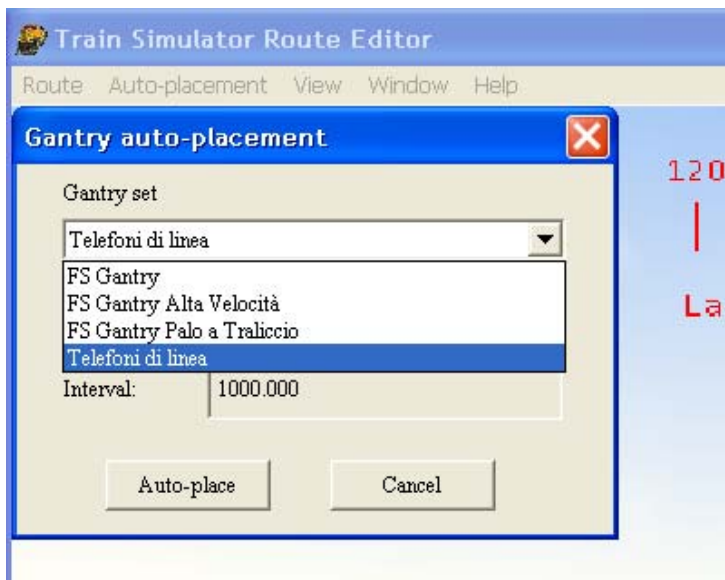 Train Simulator Route Editor
Route Auto-placement View Window Help
Gantry auto-placement
120
Gantry set
Telefoni di linea
FS Gantry
FS Gantry Alta Velocità
La
FS Gantry Palo a Traliccio
Telefoni di linea
Interval: 1000.000
Auto-place Cancel